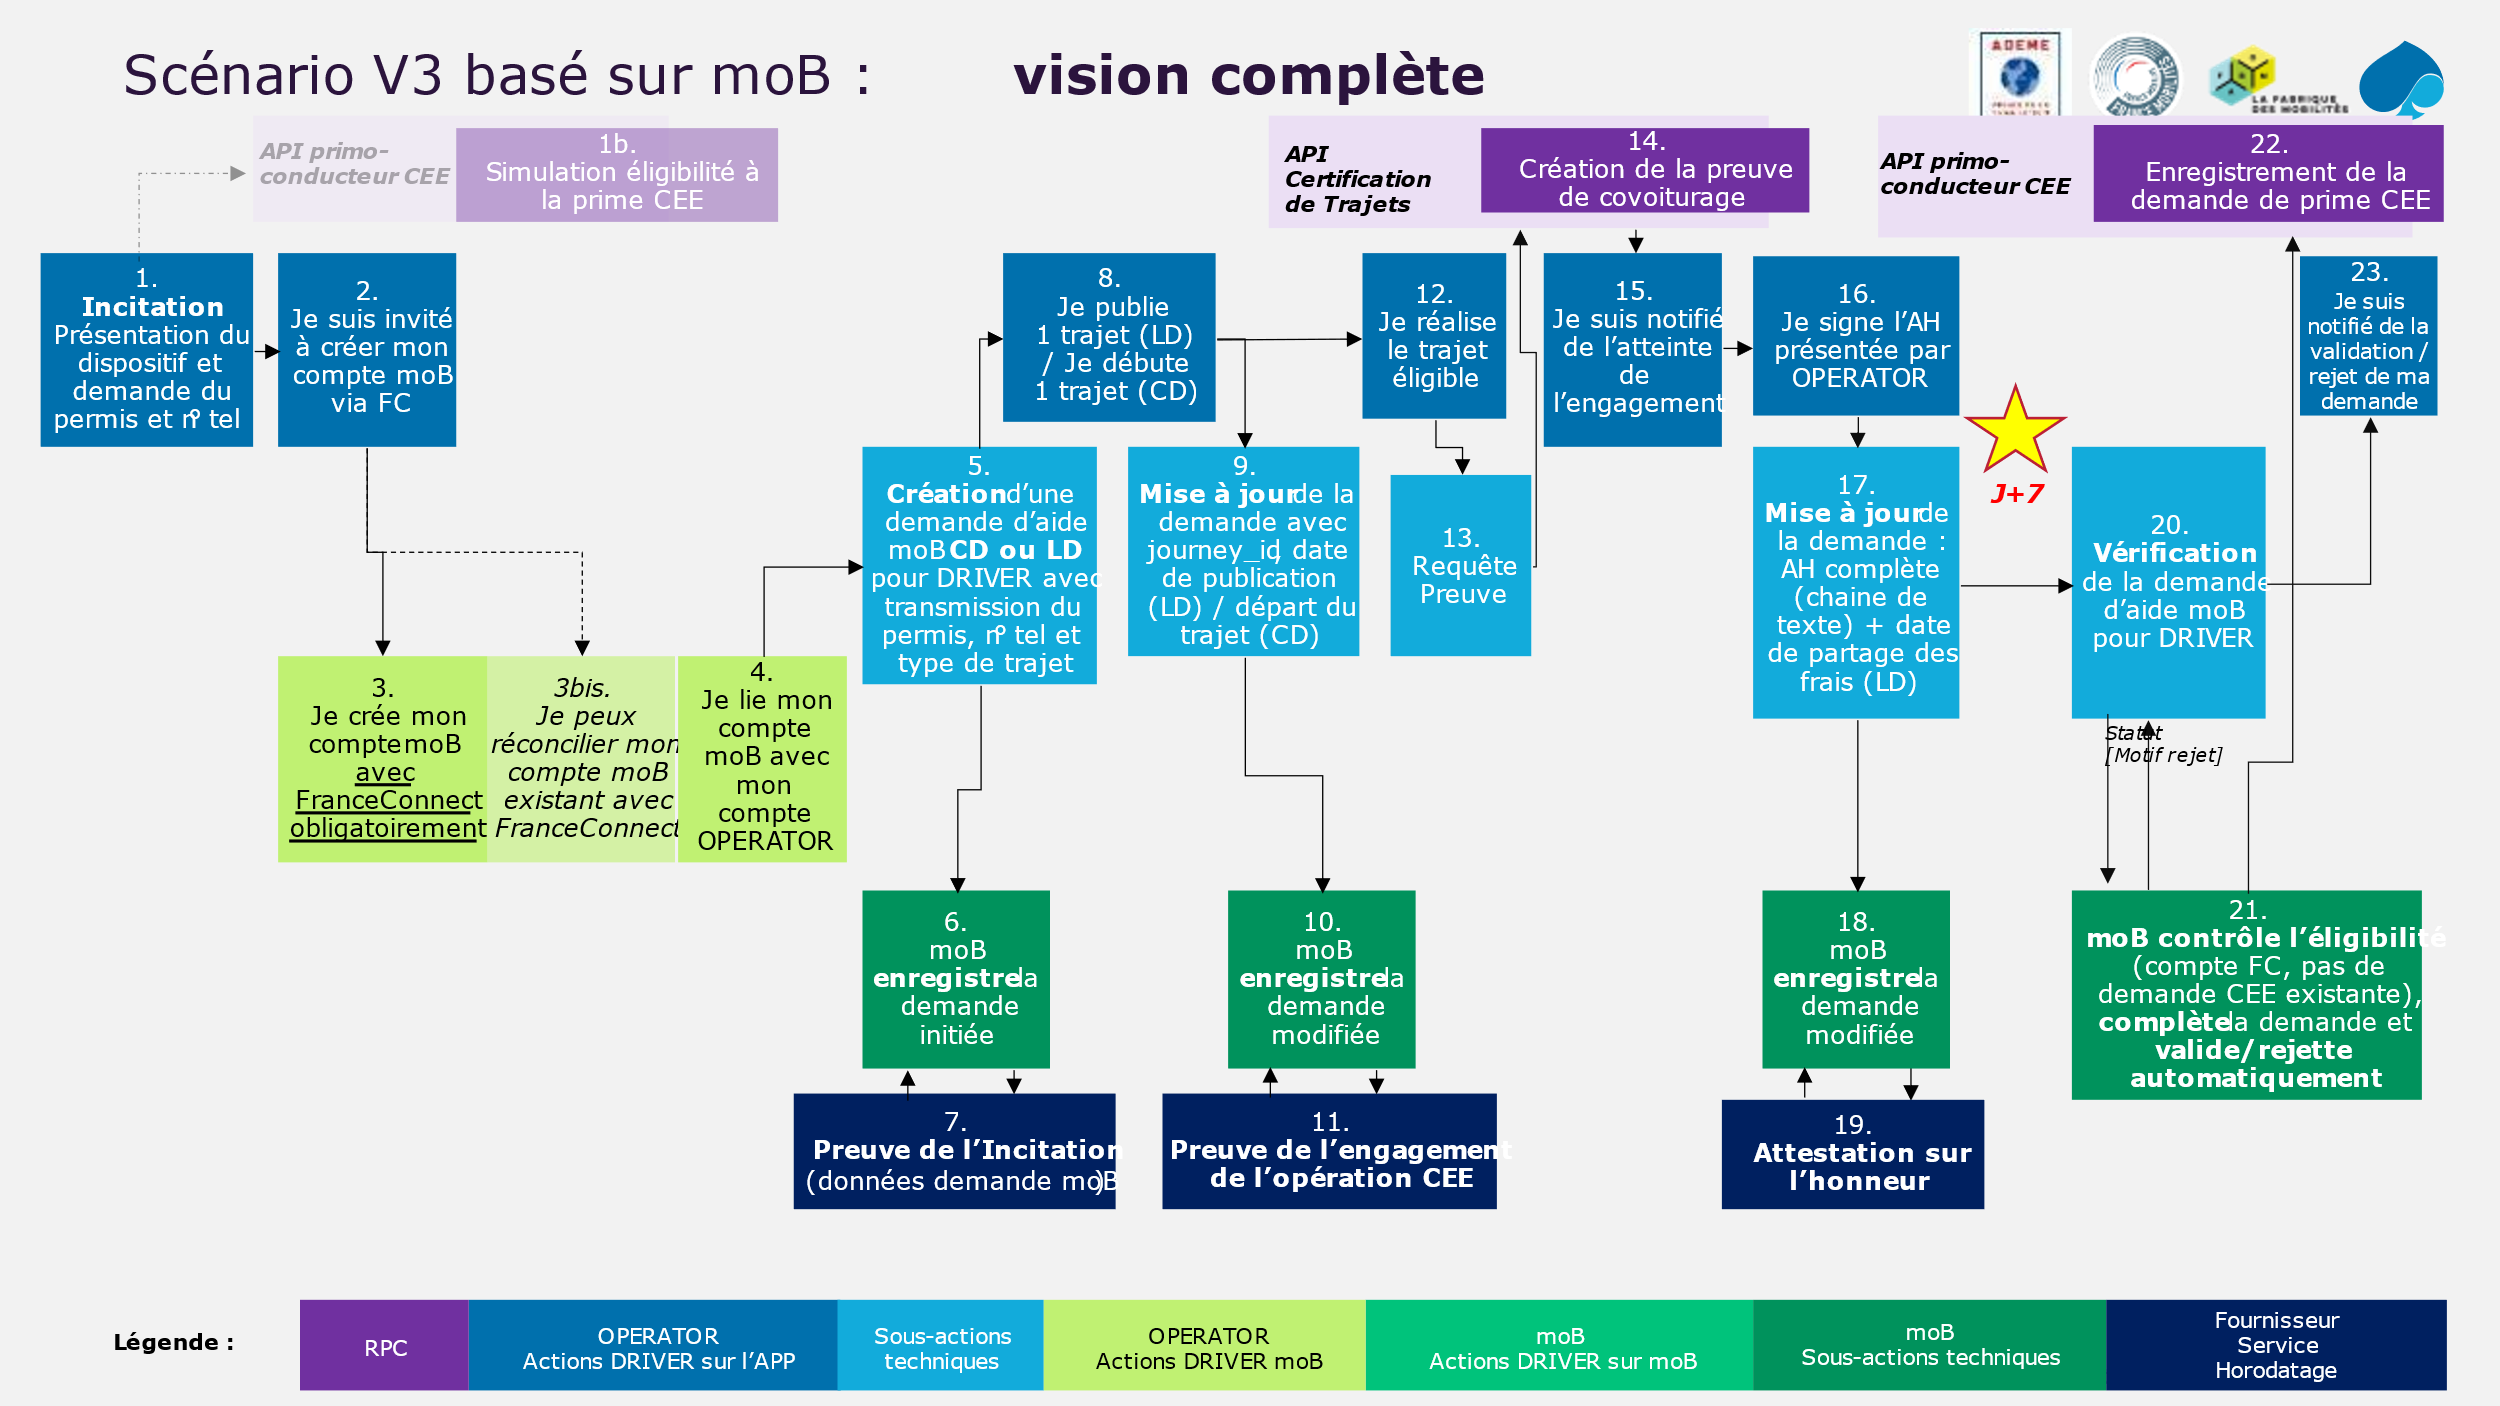 Scénario V3 basé sur moB : vision complète
ADEME
FRANCE MOBILITÉS
LA FABRIQUE
DES MOBILITÉS
API primo-
conducteur CEE
1b.
Simulation éligibilité à
la prime CEE
API
Certification
de Trajets
14.
Création de la preuve
de covoiturage
API primo-
conducteur CEE
22.
Enregistrement de la
demande de prime CEE
1.
Incitation
Présentation du
dispositif et
demande du
permis et n° tel
2.
Je suis invité
à créer mon
compte moB
via FC
3.
Je crée mon
compte moB
avec
FranceConnect
obligatoirement
3bis.
Je peux
réconcilier mon
compte moB
existant avec
FranceConnect
4.
Je lie mon
compte
moB avec
mon
compte
OPERATOR
5.
Création d’une
demande d’aide
moB CD ou LD
pour DRIVER avec
transmission du
permis, n° tel et
type de trajet
6.
moB
enregistre la
demande
initiée
7.
Preuve de l’Incitation
(données demande moB)
8.
Je publie
1 trajet (LD)
/ Je débute
1 trajet (CD)
9.
Mise à jour de la
demande avec
journey_id, date
de publication
(LD) / départ du
trajet (CD)
10.
moB
enregistre la
demande
modifiée
11.
Preuve de l’engagement
de l’opération CEE
12.
Je réalise
le trajet
éligible
13.
Requête
Preuve
15.
Je suis notifié
de l’atteinte
de
l’engagement
16.
Je signe l’AH
présentée par
OPERATOR
J+7
17.
Mise à jour de
la demande :
AH complète
(chaine de
texte) + date
de partage des
frais (LD)
18.
moB
enregistre la
demande
modifiée
19.
Attestation sur
l’honneur
20.
Vérification
de la demande
d’aide moB
pour DRIVER
Statut
[Motif rejet]
21.
moB contrôle l’éligibilité
(compte FC, pas de
demande CEE existante),
complète la demande et
valide/rejette
automatiquement
23.
Je suis
notifié de la
validation /
rejet de ma
demande
Légende :
RPC
OPERATOR
Actions DRIVER sur l’APP
Sous-actions
techniques
OPERATOR
Actions DRIVER moB
moB
Actions DRIVER sur moB
moB
Sous-actions techniques
Fournisseur
Service
Horodatage